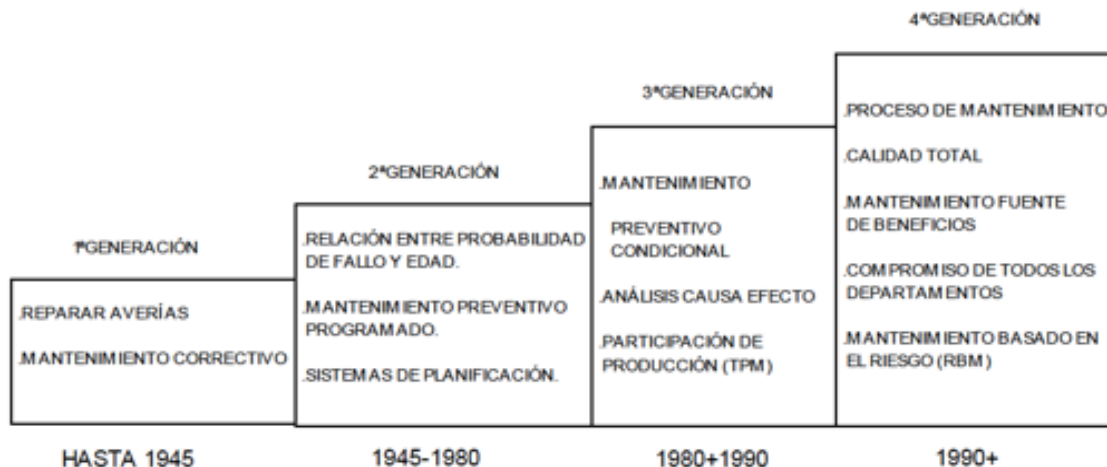 1ªGENERACIÓN
.REPARAR AVERÍAS
.MANTENIMIENTO CORRECTIVO
HASTA 1945
2ªGENERACIÓN
.RELACIÓN ENTRE PROBABILIDAD
DE FALLO Y EDAD.
.MANTENIMIENTO PREVENTIVO
PROGRAMADO.
.SISTEMAS DE PLANIFICACIÓN.
1945-1980
3ªGENERACIÓN
.MANTENIMIENTO
PREVENTIVO
CONDICIONAL
.ANÁLISIS CAUSA EFECTO
.PARTICIPACIÓN DE
PRODUCCIÓN (TPM)
1980+1990
4ªGENERACIÓN
.PROCESO DE MANTENIMIENTO
.CALIDAD TOTAL
.MANTENIMIENTO FUENTE
DE BENEFICIOS
.COMPROMISO DE TODOS LOS
DEPARTAMENTOS
.MANTENIMIENTO BASADO EN
EL RIESGO (RBM)
1990+